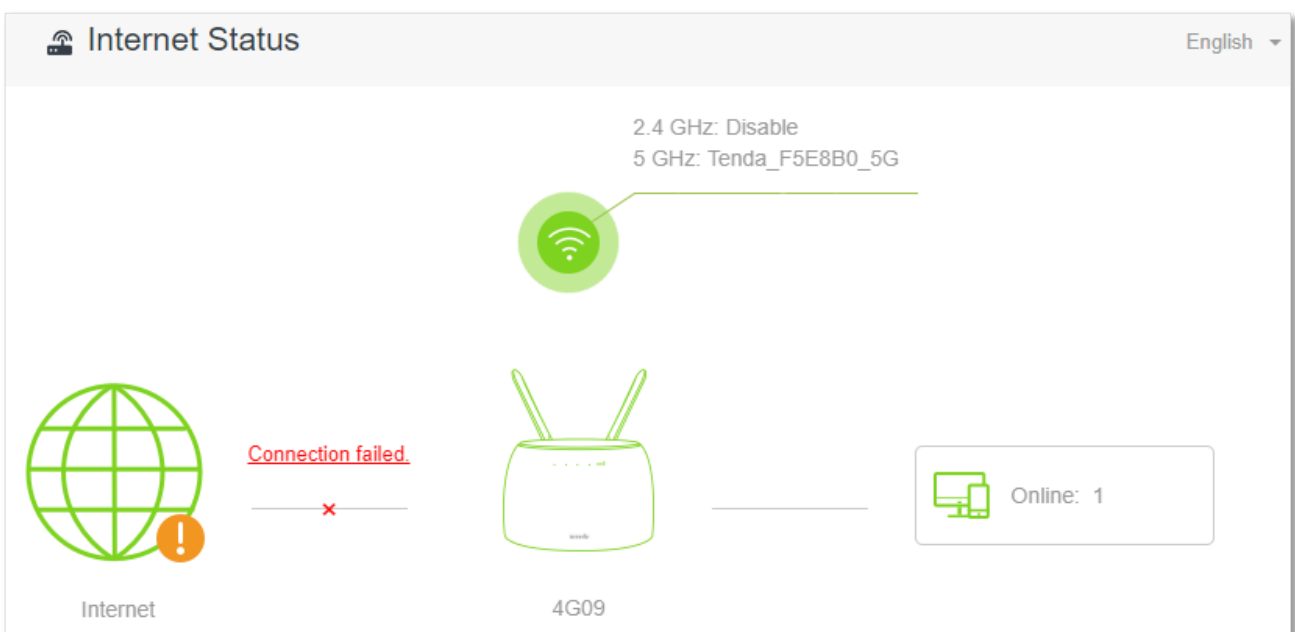 Internet Status
English
2.4 GHz: Disable
5 GHz: Tenda_F5E8B0_5G
Connection failed.
Online: 1
Internet
4G09